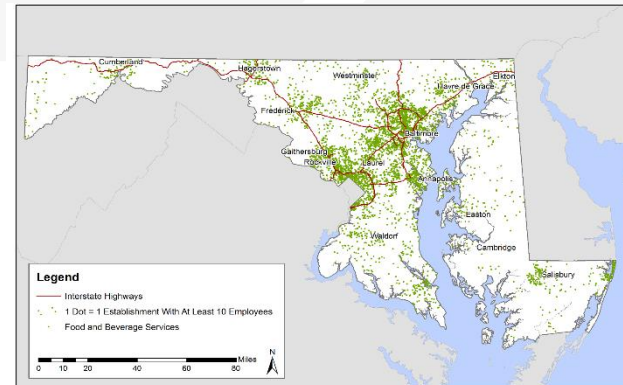 Cumberland
Hagerstown
Westminster
Elkton
Havre de Grace
Frederick
Baltimore
Gaithersburg
Rockville
Laurel
Annapolis
Easton
Waldorf
Cambridge
Salisbury
Legend
Interstate Highways
1 Dot = 1 Establishment With At Least 10 Employees
Food and Beverage Services
Miles
0 5 10 20 40 60 80
N